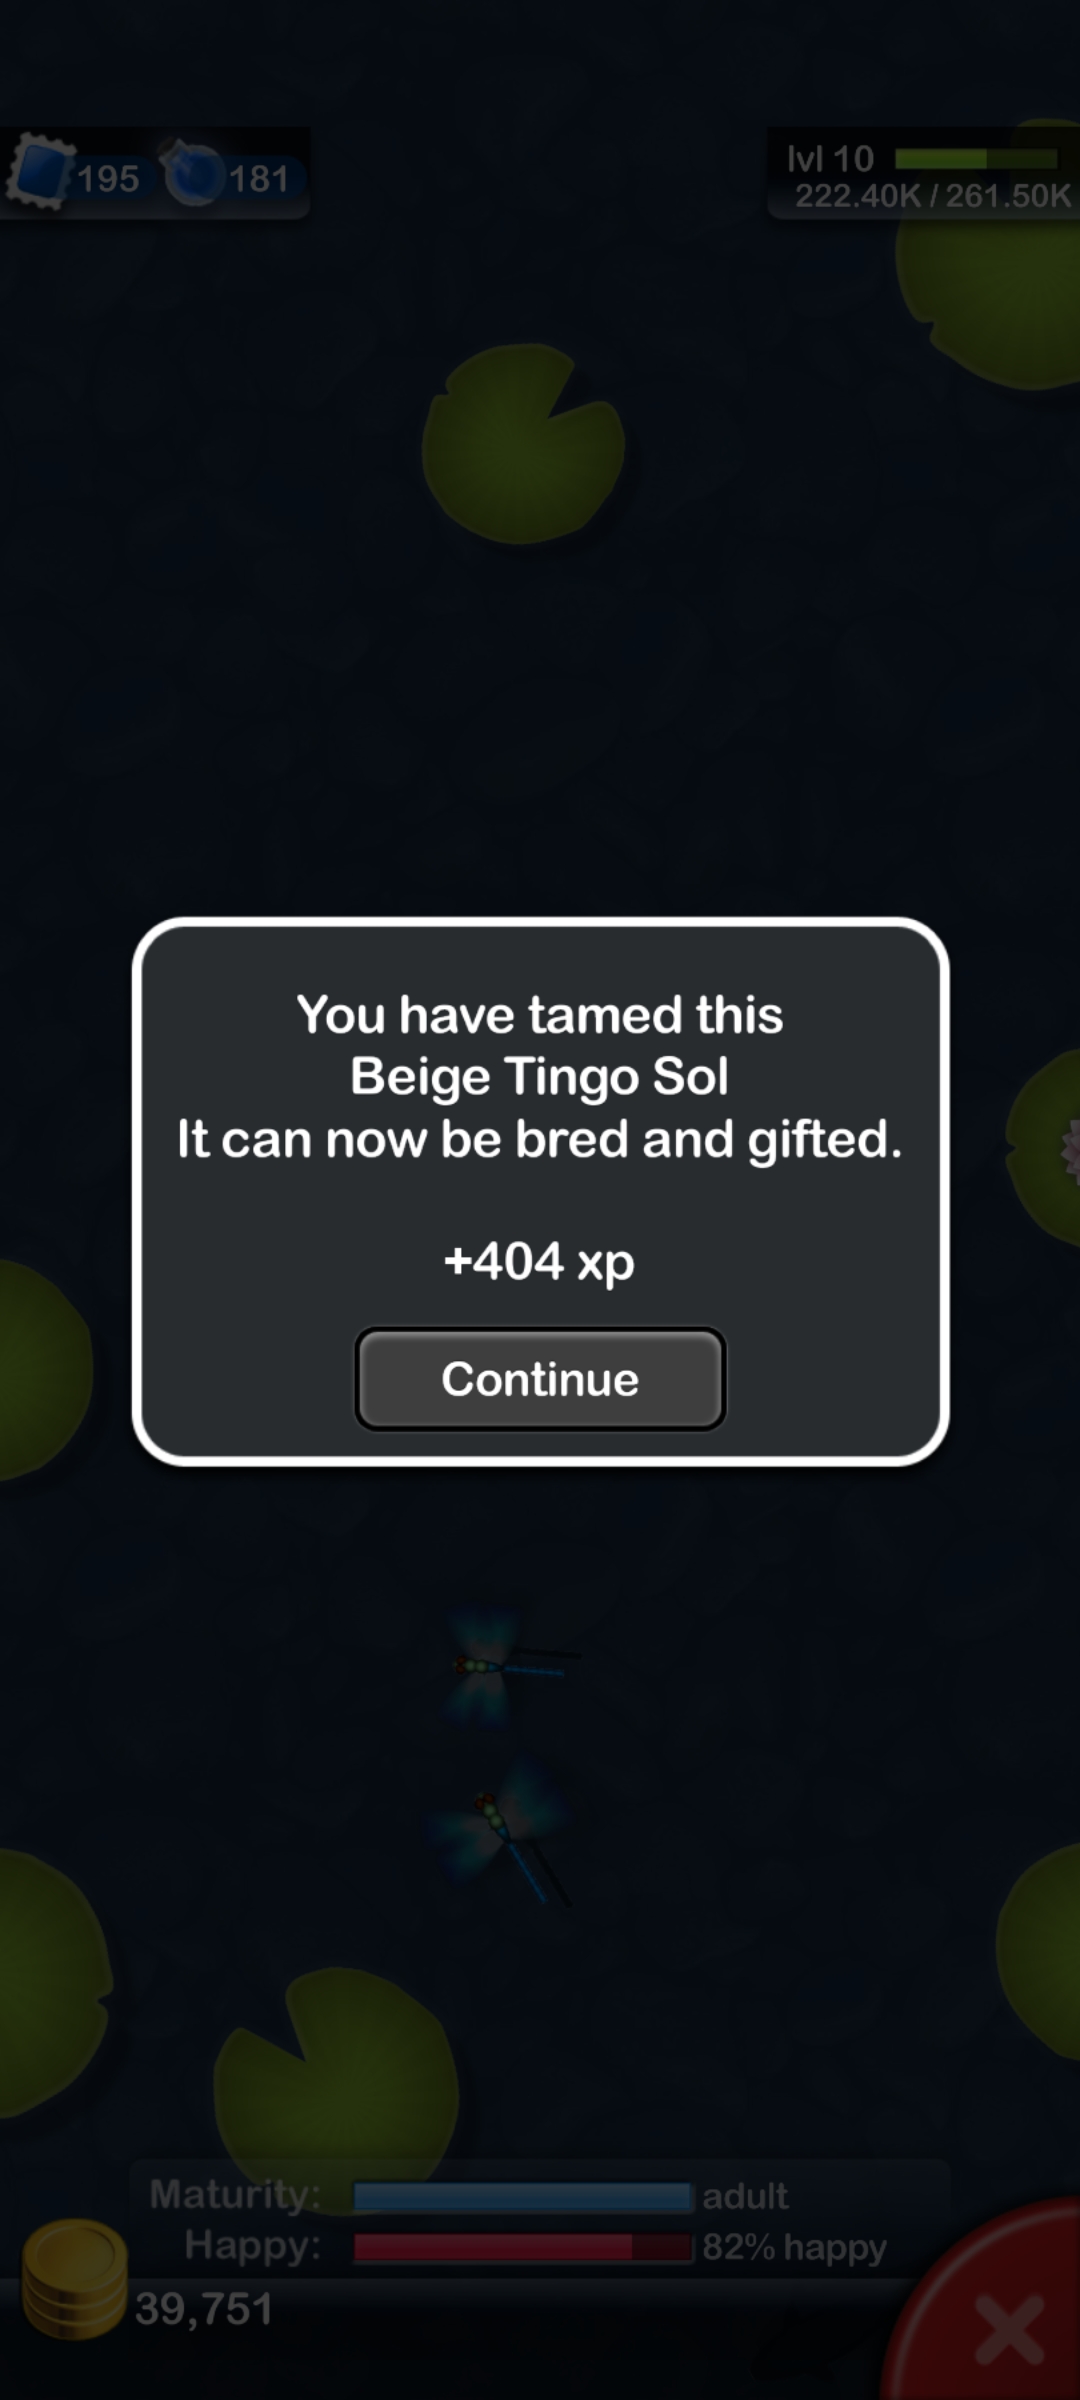 195 181
lvl 10
222.40K / 261.50K
You have tamed this
Beige Tingo Sol
It can now be bred and gifted.
+404 xp
Continue
Maturity: adult
Happy: 82% happy
39,751